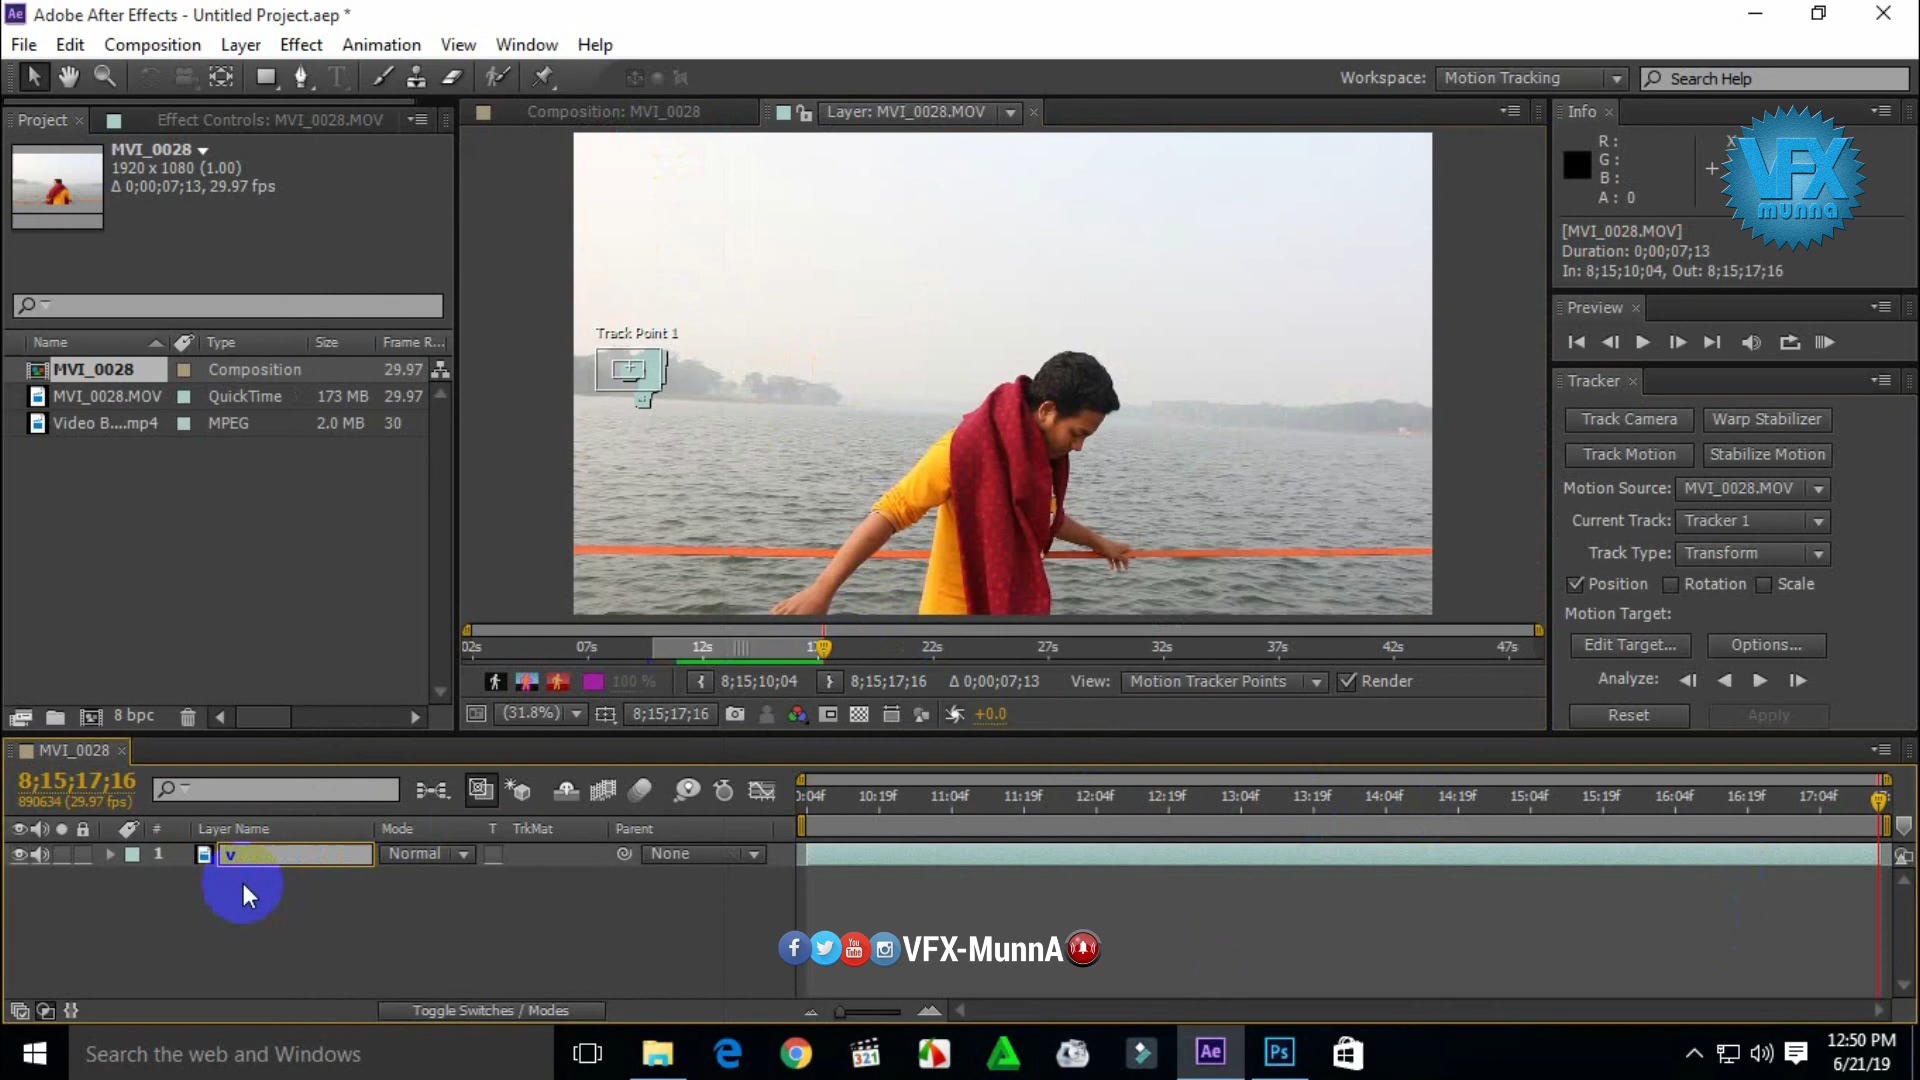 Adobe After Effects - Untitled Project.aep *
File Edit Composition Layer Effect Animation View Window Help
Workspace: Motion Tracking Search Help
Project Effect Controls: MVI_0028.MOV
Composition: MVI_0028 Layer: MVI_0028.MOV
Info
MVI_0028
1920 x 1080 (1.00)
Δ 0;00;07;13, 29.97 fps
R :
G :
B :
A : 0
X
VFX
munna
[MVI_0028.MOV]
Duration: 0;00;07;13
In: 8;15;10;04, Out: 8;15;17;16
Preview
Track Point 1
Name Type Size Frame R...
MVI_0028 Composition 29.97
MVI_0028.MOV QuickTime 173 MB 29.97
Video B....mp4 MPEG 2.0 MB 30
Tracker
Track Camera Warp Stabilizer
Track Motion Stabilize Motion
Motion Source: MVI_0028.MOV
Current Track: Tracker 1
Track Type: Transform
Position Rotation Scale
Motion Target:
Edit Target... Options...
Analyze:
Reset Apply
02s 07s 12s 17 22s 27s 32s 37s 42s 47s
100 % 8;15;10;04 8;15;17;16 Δ 0;00;07;13 View: Motion Tracker Points Render
8 bpc
(31.8%) 8;15;17;16 +0.0
MVI_0028
8;15;17;16
890634 (29.97 fps)
0:04f 10:19f 11:04f 11:19f 12:04f 12:19f 13:04f 13:19f 14:04f 14:19f 15:04f 15:19f 16:04f 16:19f 17:04f
# Layer Name Mode T TrkMat Parent
1 v Normal None
VFX-MunnA
Toggle Switches / Modes
Search the web and Windows
12:50 PM
6/21/19